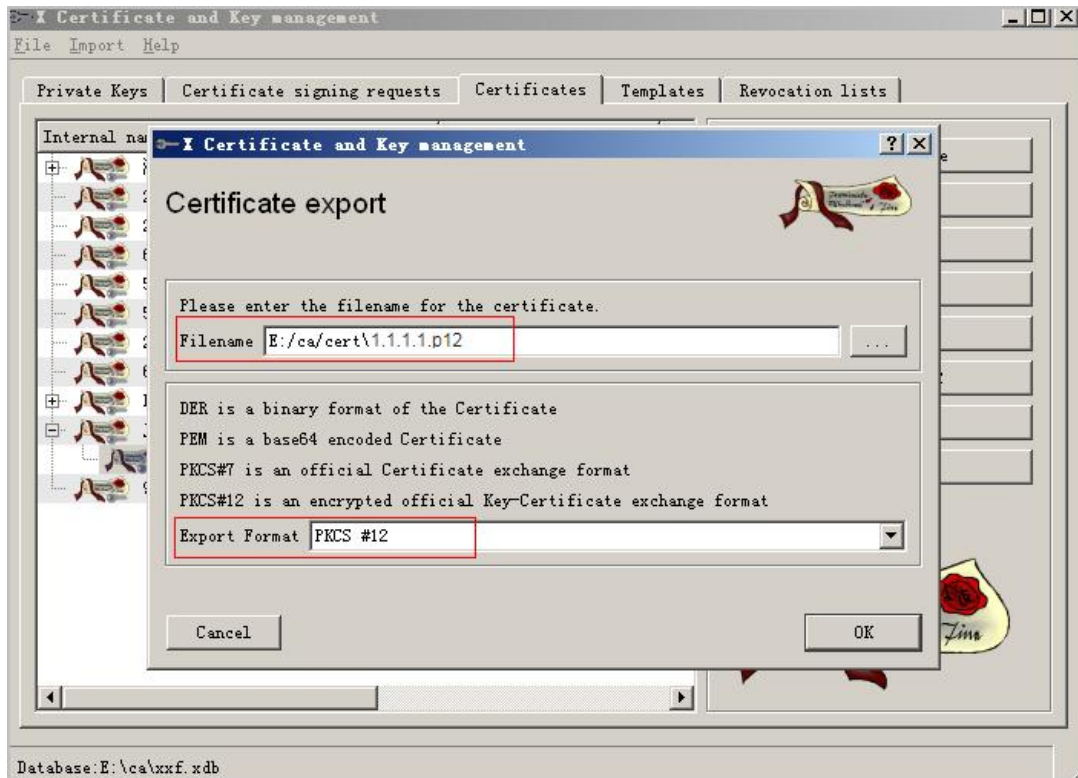 X Certificate and Key management
File Import Help
Private Keys Certificate signing requests Certificates Templates Revocation lists
Internal na
X Certificate and Key management
Certificate export
Please enter the filename for the certificate.
Filename E:/ca/cert\1.1.1.1.p12
...
DER is a binary format of the Certificate
PEM is a base64 encoded Certificate
PKCS#7 is an official Certificate exchange format
PKCS#12 is an encrypted official Key-Certificate exchange format
Export Format PKCS #12
Cancel OK
Database:E:\ca\xxf.xdb